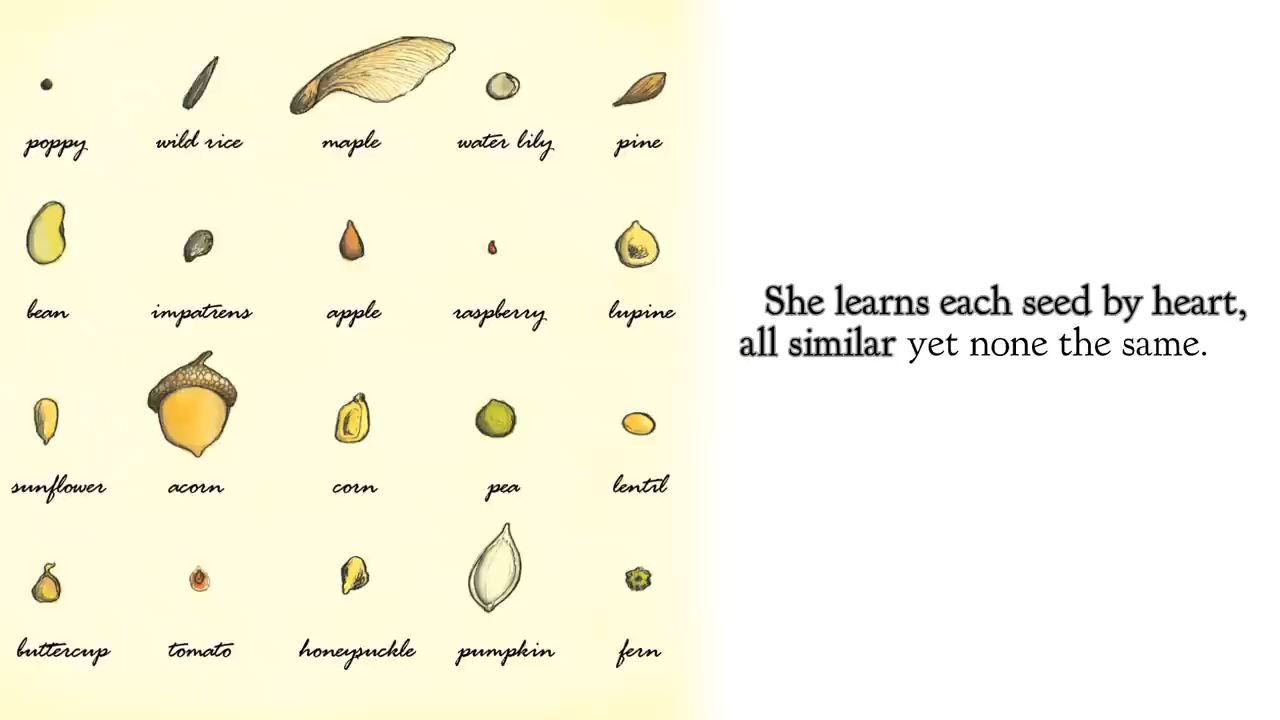 poppy wild rice maple water lily pine
bean impatiens apple raspberry lupine
She learns each seed by heart,
all similar yet none the same.
sunflower acorn corn pea lentil
buttercup tomato honeysuckle pumpkin fern